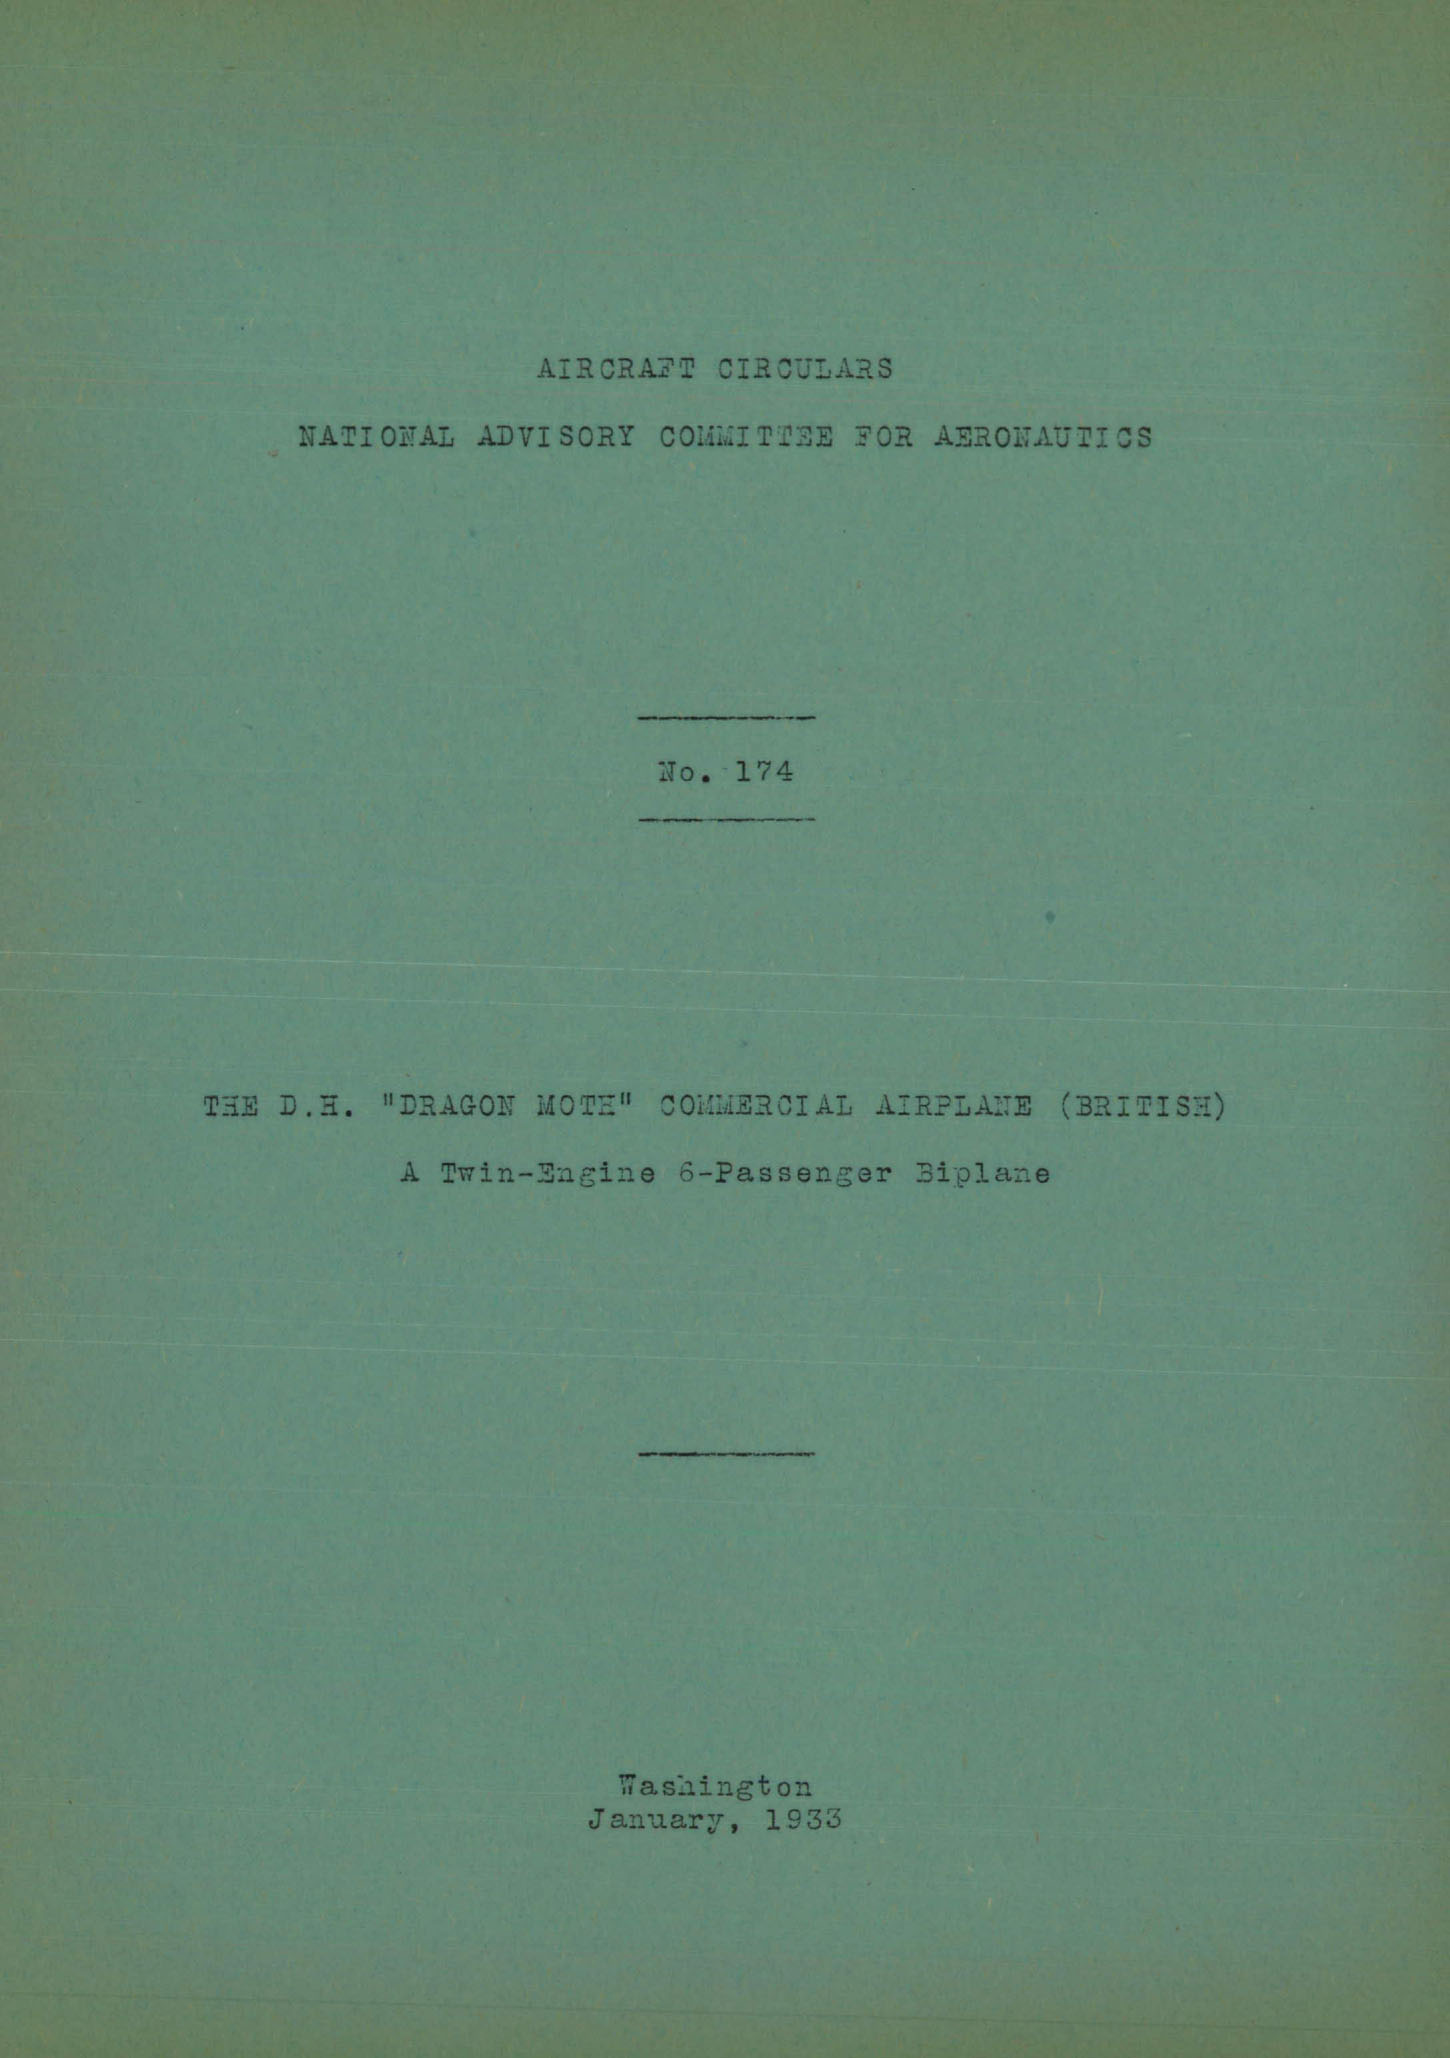 AIRCRAFT CIRCULARS
NATIONAL ADVISORY COMMITTEE FOR AERONAUTICS
No. 174
THE D.H. "DRAGON MOTH" COMMERCIAL AIRPLANE (BRITISH)
A Twin-Engine 6-Passenger Biplane
Washington
January, 1933